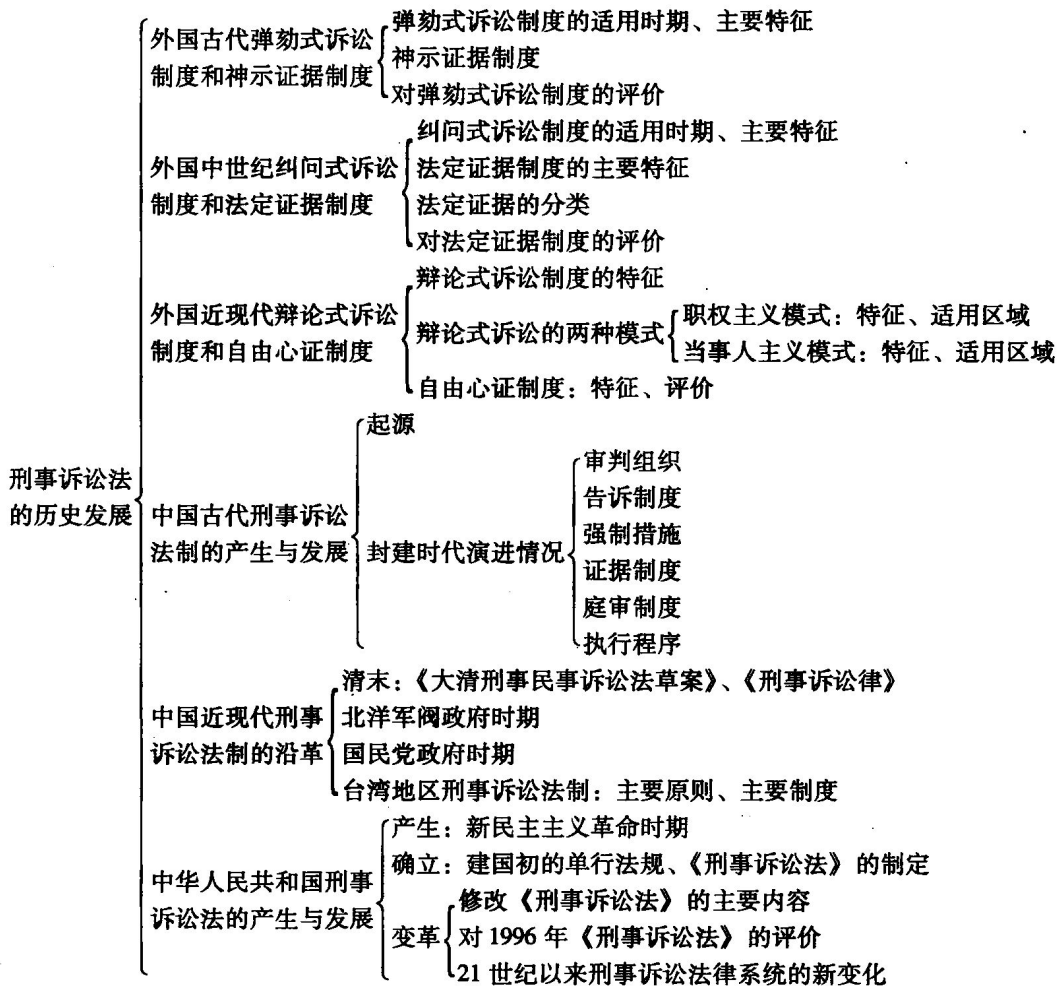 刑事诉讼法
的历史发展
外国古代弹劾式诉讼
制度和神示证据制度
弹劾式诉讼制度的适用时期、主要特征
神示证据制度
对弹劾式诉讼制度的评价
外国中世纪纠问式诉讼
制度和法定证据制度
纠问式诉讼制度的适用时期、主要特征
法定证据制度的主要特征
法定证据的分类
对法定证据制度的评价
外国近现代辩论式诉讼
制度和自由心证制度
辩论式诉讼制度的特征
辩论式诉讼的两种模式
职权主义模式：特征、适用区域
当事人主义模式：特征、适用区域
自由心证制度：特征、评价
中国古代刑事诉讼
法制的产生与发展
起源
封建时代演进情况
审判组织
告诉制度
强制措施
证据制度
庭审制度
执行程序
中国近现代刑事
诉讼法制的沿革
清末：《大清刑事民事诉讼法草案》、《刑事诉讼律》
北洋军阀政府时期
国民党政府时期
台湾地区刑事诉讼法制：主要原则、主要制度
中华人民共和国刑事
诉讼法的产生与发展
产生：新民主主义革命时期
确立：建国初的单行法规、《刑事诉讼法》的制定
变革
修改《刑事诉讼法》的主要内容
对1996年《刑事诉讼法》的评价
21世纪以来刑事诉讼法律系统的新变化